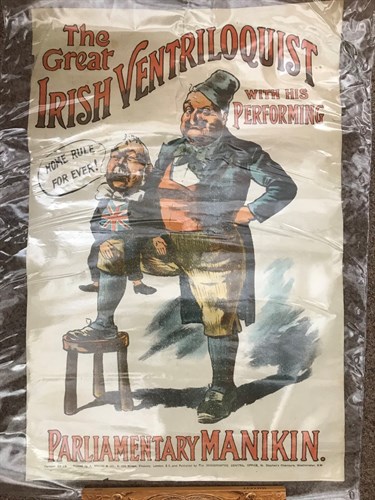 The
Great
IRISH VENTRILOQUIST
WITH HIS
PERFORMING
HOME RULE
FOR EVER!
PARLIAMENTARY MANIKIN.